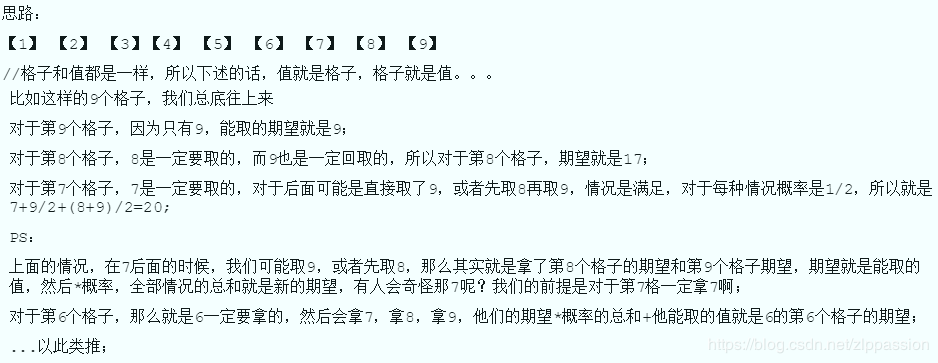 思路:
【1】 【2】 【3】【4】 【5】 【6】 【7】 【8】 【9】
//格子和值都是一样，所以下述的话，值就是格子，格子就是值。。。
比如这样的9个格子，我们总底往上来
对于第9个格子，因为只有9，能取的期望就是9；
对于第8个格子，8是一定要取的，而9也是一定回取的，所以对于第8个格子，期望就是17；
对于第7个格子，7是一定要取的，对于后面可能是直接取了9，或者先取8再取9，情况是满足，对于每种情况概率是1/2，所以就是
7+9/2+(8+9)/2=20;
PS:
上面的情况，在7后面的时候，我们可能取9，或者先取8，那么其实就是拿了第8个格子的期望和第9个格子期望，期望就是能取的
值，然后*概率，全部情况的总和就是新的期望，有人会奇怪那7呢？我们的前提是对于第7格一定拿7啊；
对于第6个格子，那么就是6一定要拿的，然后会拿7，拿8，拿9，他们的期望*概率的总和+他能取的值就是6的第6个格子的期望；
...以此类推；
https://blog.csdn.net/zippassion